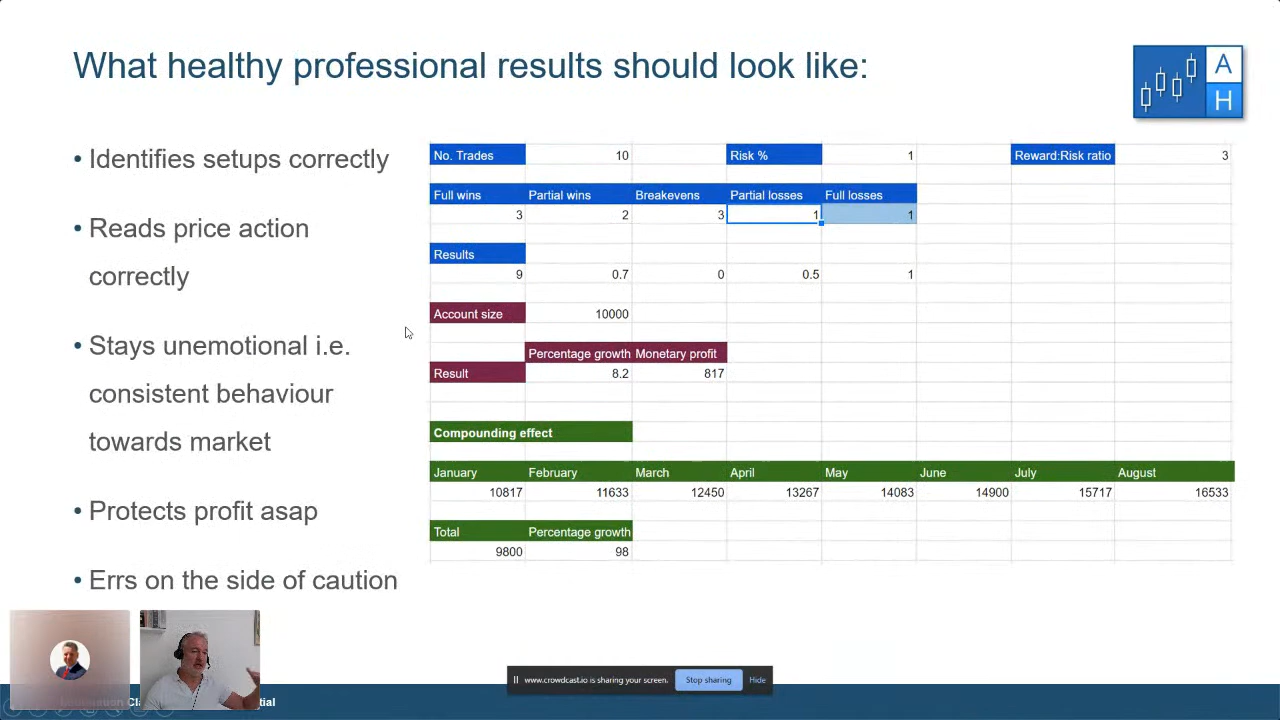 What healthy professional results should look like:
A
H
• Identifies setups correctly
• Reads price action
correctly
• Stays unemotional i.e.
consistent behaviour
towards market
• Protects profit asap
• Errs on the side of caution
No. Trades 10 Risk % 1 Reward:Risk ratio 3
Full wins Partial wins Breakevens Partial losses Full losses
3 2 3 1 1
Results
9 0.7 0 0.5 1
Account size 10000
Percentage growth Monetary profit
Result 8.2 817
Compounding effect
January February March April May June July August
10817 11633 12450 13267 14083 14900 15717 16533
Total Percentage growth
9800 98
www.crowdcast.io is sharing your screen. Stop sharing Hide